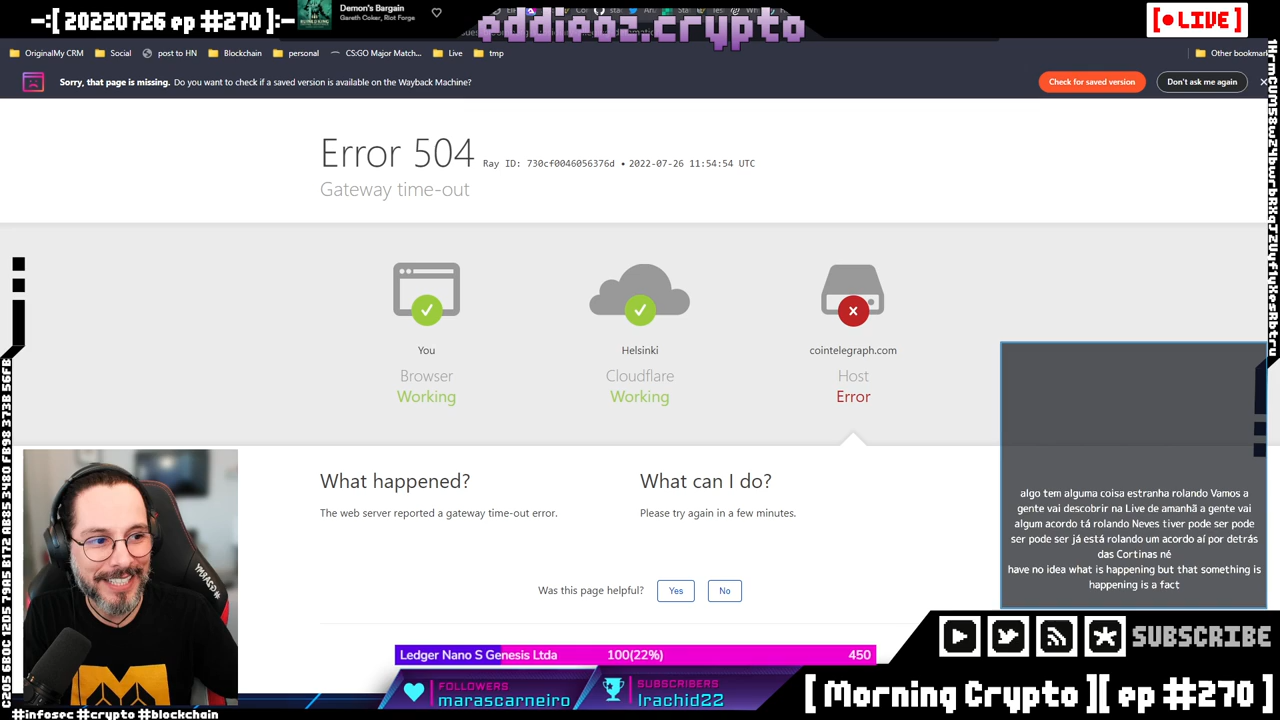 -:[ 20220726 ep #270 ]:-
Demon's Bargain
Gareth Coker, Riot Forge
eddieoz.crypto
[• LIVE]
OriginalMy CRM
Social
post to HN
Blockchain
personal
CS:GO Major Match...
Live
tmp
Other bookmar
Sorry, that page is missing. Do you want to check if a saved version is available on the Wayback Machine?
Check for saved version
Don't ask me again
Error 504 Ray ID: 730cf0046056376d • 2022-07-26 11:54:54 UTC
Gateway time-out
You
Browser
Working
Helsinki
Cloudflare
Working
cointelegraph.com
Host
Error
What happened?
The web server reported a gateway time-out error.
What can I do?
Please try again in a few minutes.
Was this page helpful? Yes No
algo tem alguma coisa estranha rolando Vamos a
gente vai descobrir na Live de amanhã a gente vai
algum acordo tá rolando Neves tiver pode ser pode
ser pode ser já está rolando um acordo aí por detrás
das Cortinas né
have no idea what is happening but that something is
happening is a fact
Ledger Nano S Genesis Ltda 100(22%) 450
FOLLOWERS
marascarneiro
SUBSCRIBERS
lrachid22
SUBSCRIBE
[ Morning Crypto ][ ep #270 ]
#infosec #crypto #blockchain